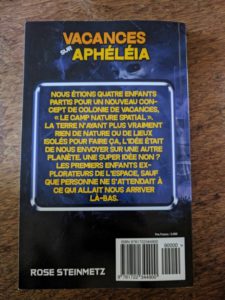 VACANCES
SUR
APHÉLÉIA
NOUS ÉTIONS QUATRE ENFANTS
PARTIS POUR UN NOUVEAU CON-
CEPT DE COLONIE DE VACANCES,
« LE CAMP NATURE SPATIAL ».
LA TERRE N'AYANT PLUS VRAIMENT
RIEN DE NATURE OU DE LIEUX
ISOLÉS POUR FAIRE ÇA, L'IDÉE ÉTAIT
DE NOUS ENVOYER SUR UNE AUTRE
PLANÈTE. UNE SUPER IDÉE NON ?
LES PREMIERS ENFANTS EX-
PLORATEURS DE L'ESPACE, SAUF
QUE PERSONNE NE S'ATTENDAIT À
CE QUI ALLAIT NOUS ARRIVER
LÀ-BAS.
ROSE STEINMETZ
90000